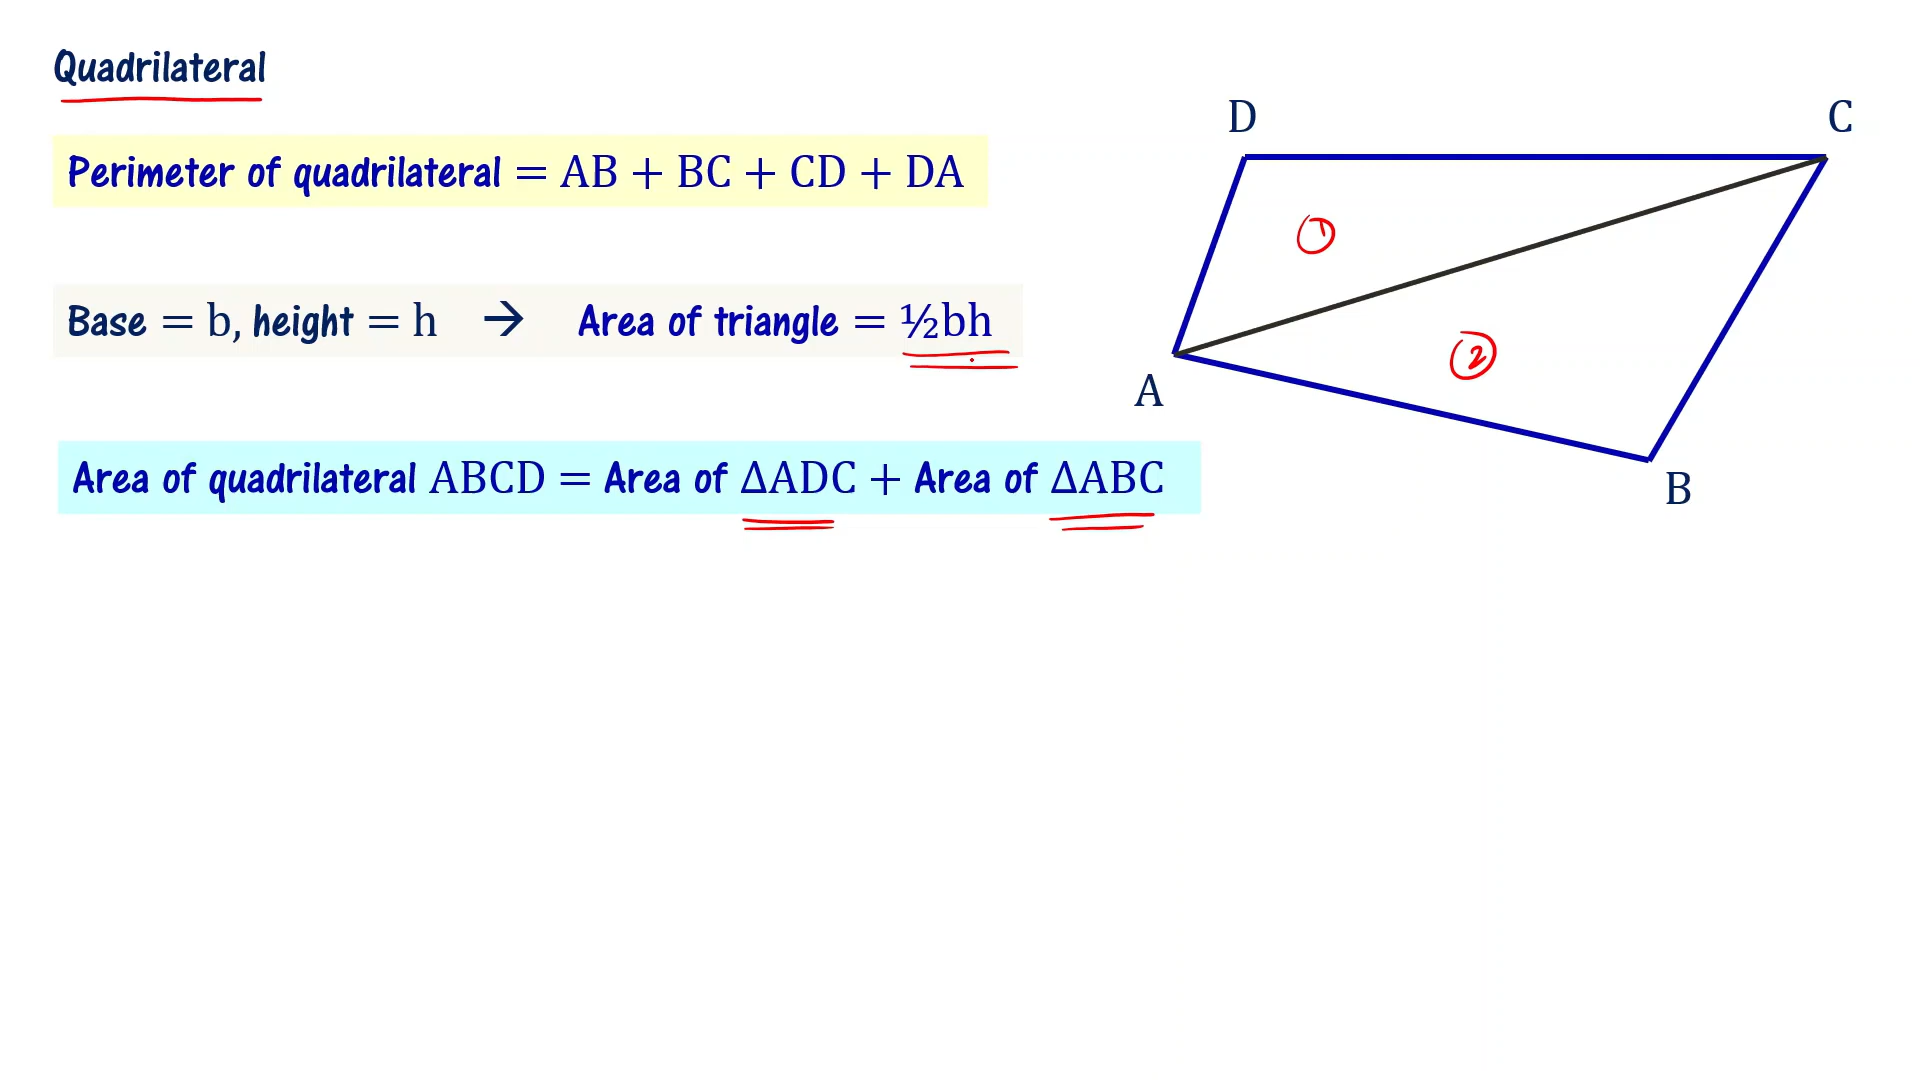 Quadrilateral
Perimeter of quadrilateral = AB + BC + CD + DA
Base = b, height = h → Area of triangle = ½bh
Area of quadrilateral ABCD = Area of ΔADC + Area of ΔABC
D
C
1
2
A
B